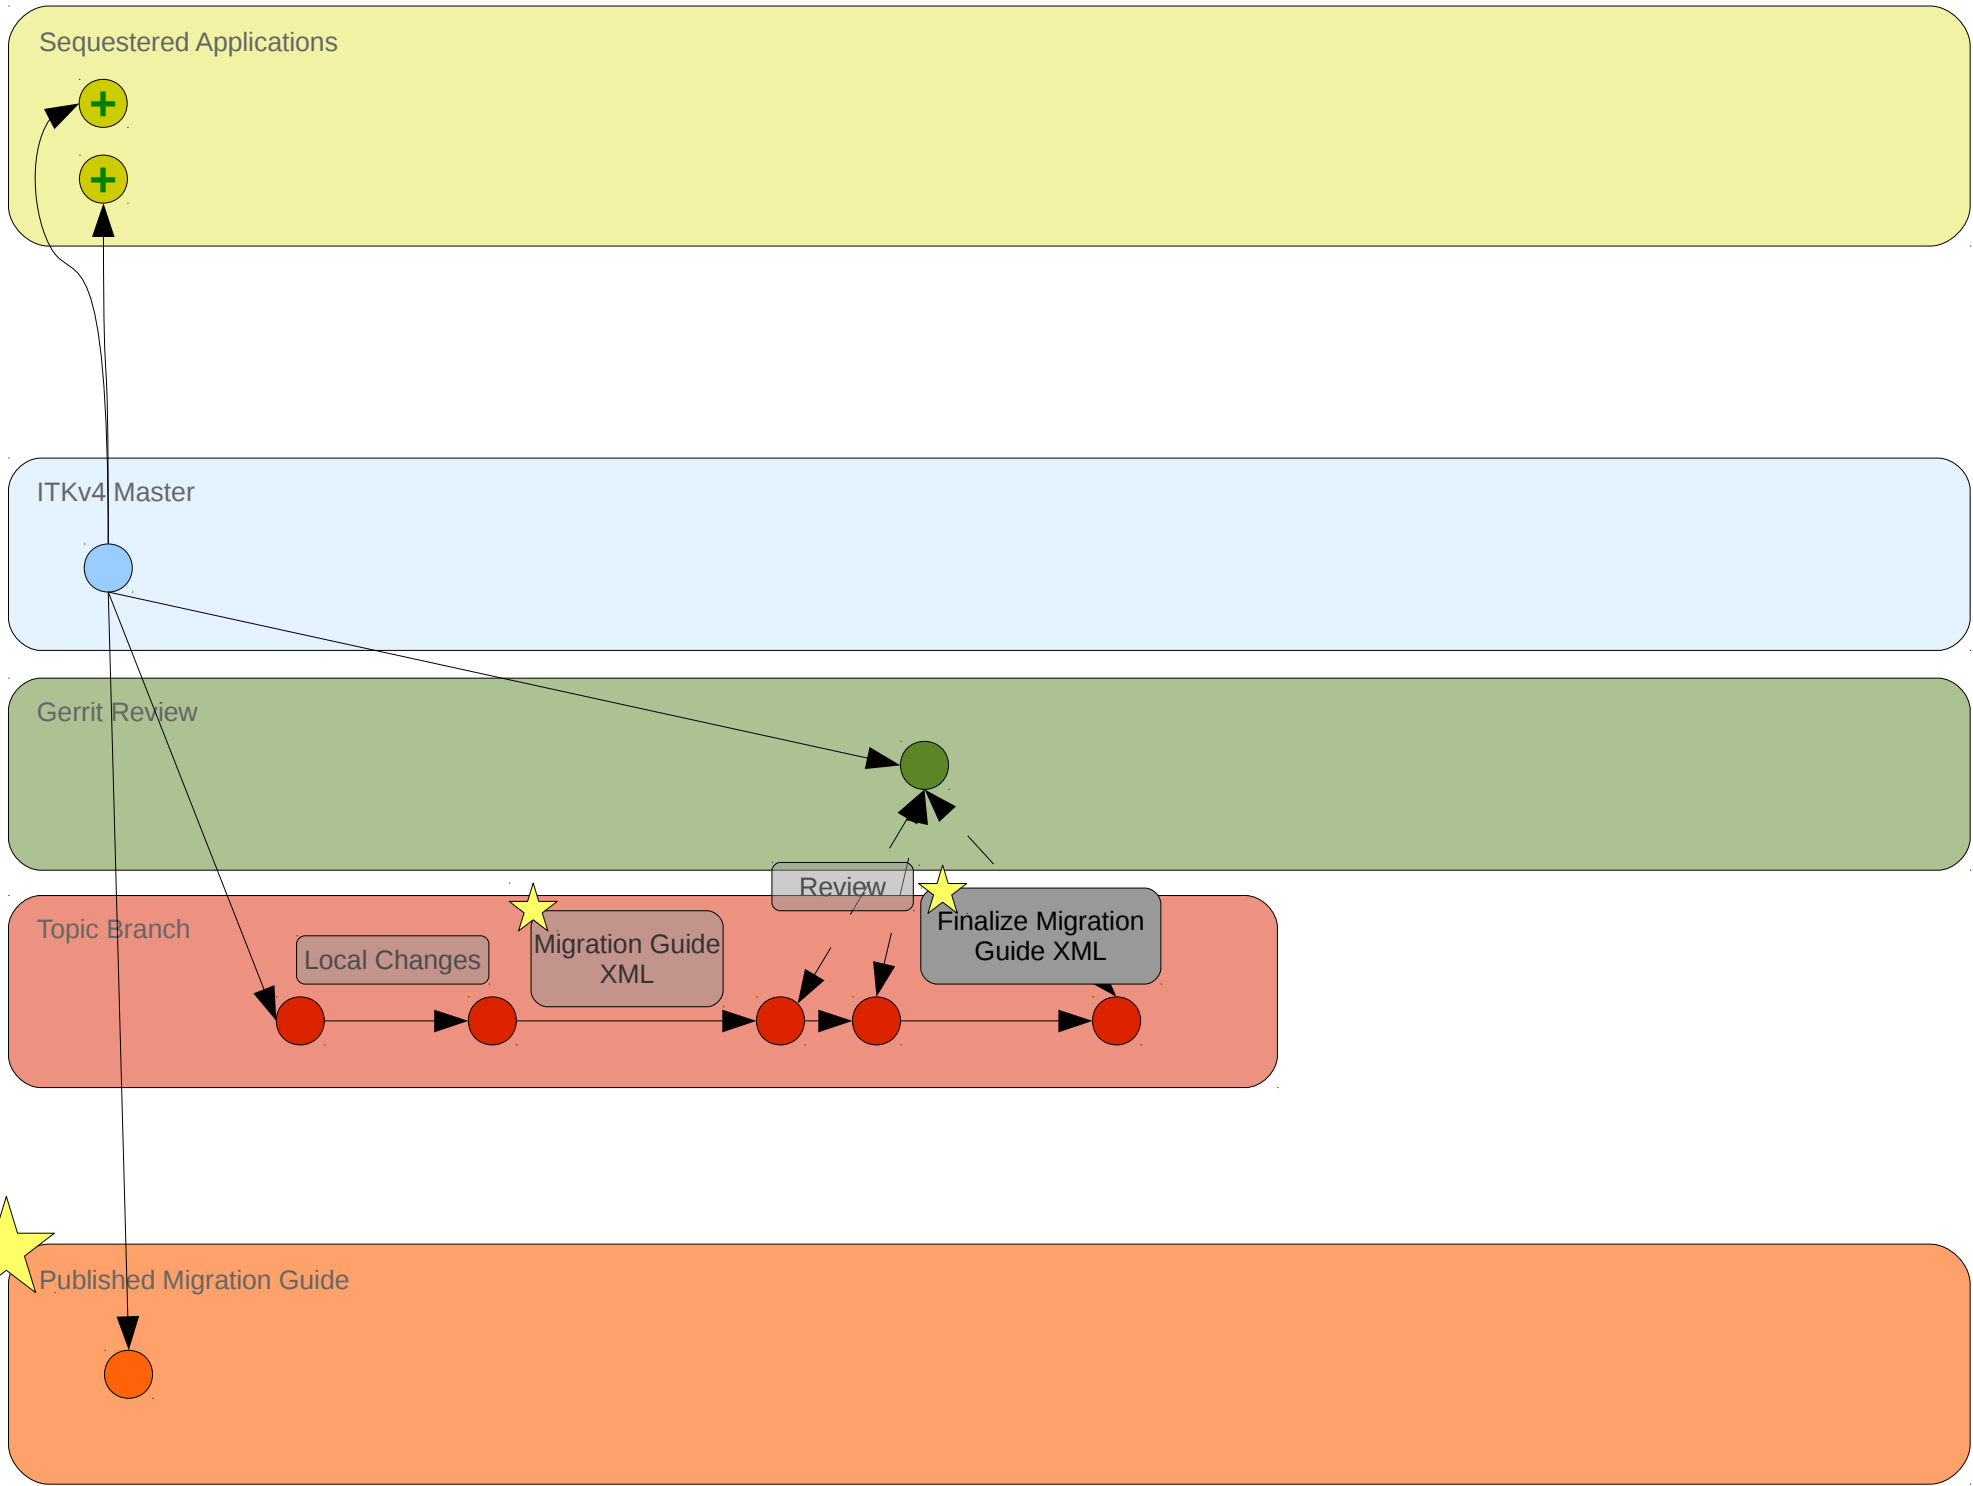 Sequestered Applications
+
+
ITKv4 Master
Gerrit Review
Review
Topic Branch
Local Changes
Migration Guide
XML
Finalize Migration
Guide XML
Published Migration Guide